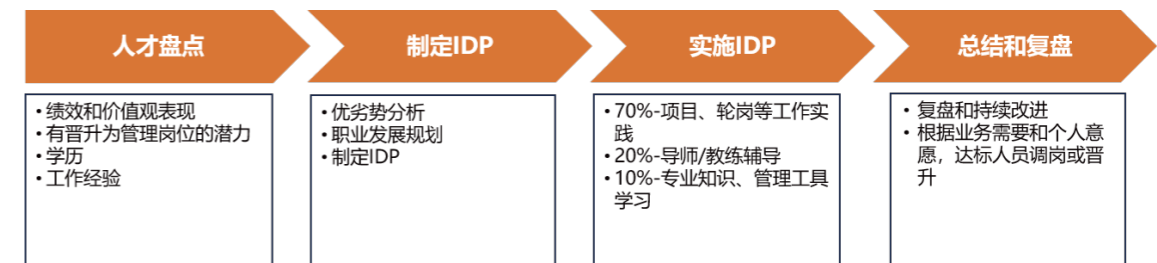 人才盘点
制定IDP
实施IDP
总结和复盘
• 绩效和价值观表现
• 有晋升为管理岗位的潜力
• 学历
• 工作经验
• 优劣势分析
• 职业发展规划
• 制定IDP
• 70%-项目、轮岗等工作实
践
• 20%-导师/教练辅导
• 10%-专业知识、管理工具
学习
• 复盘和持续改进
• 根据业务需要和个人意
愿，达标人员调岗或晋
升